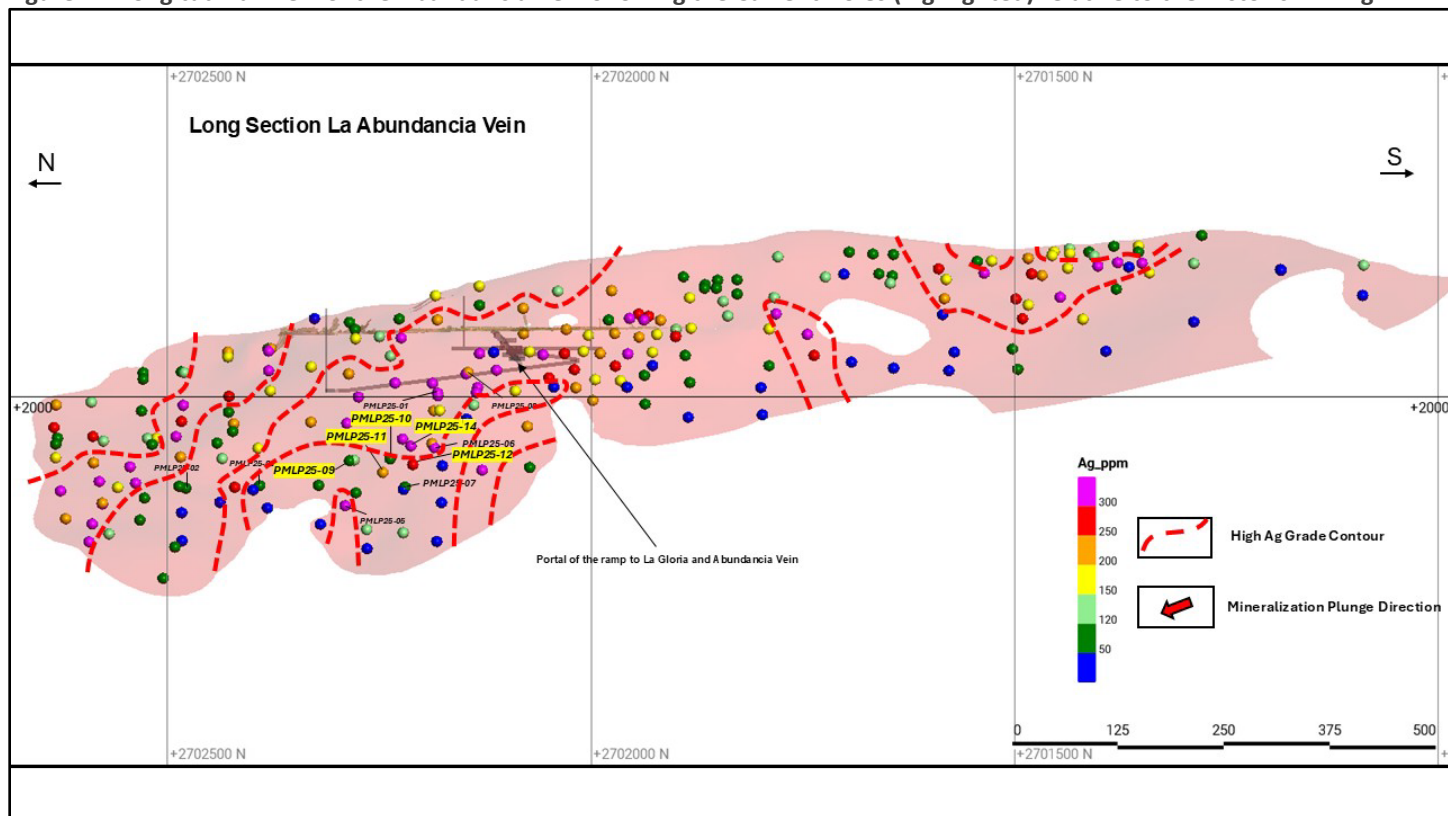 +2702500 N
+2702000 N
+2701500 N
Long Section La Abundancia Vein
N
S
+2000
+2000
PMLP25-01
PMLP25-10
PMLP25-14
PMLP25-11
PMLP25-06
PMLP25-12
PMLP25-09
PMLP25-07
PMLP25-05
Portal of the ramp to La Gloria and Abundancia Vein
Ag_ppm
300
250
200
150
120
50
High Ag Grade Contour
Mineralization Plunge Direction
0
125
250
375
500
+2702500 N
+2702000 N
+2701500 N